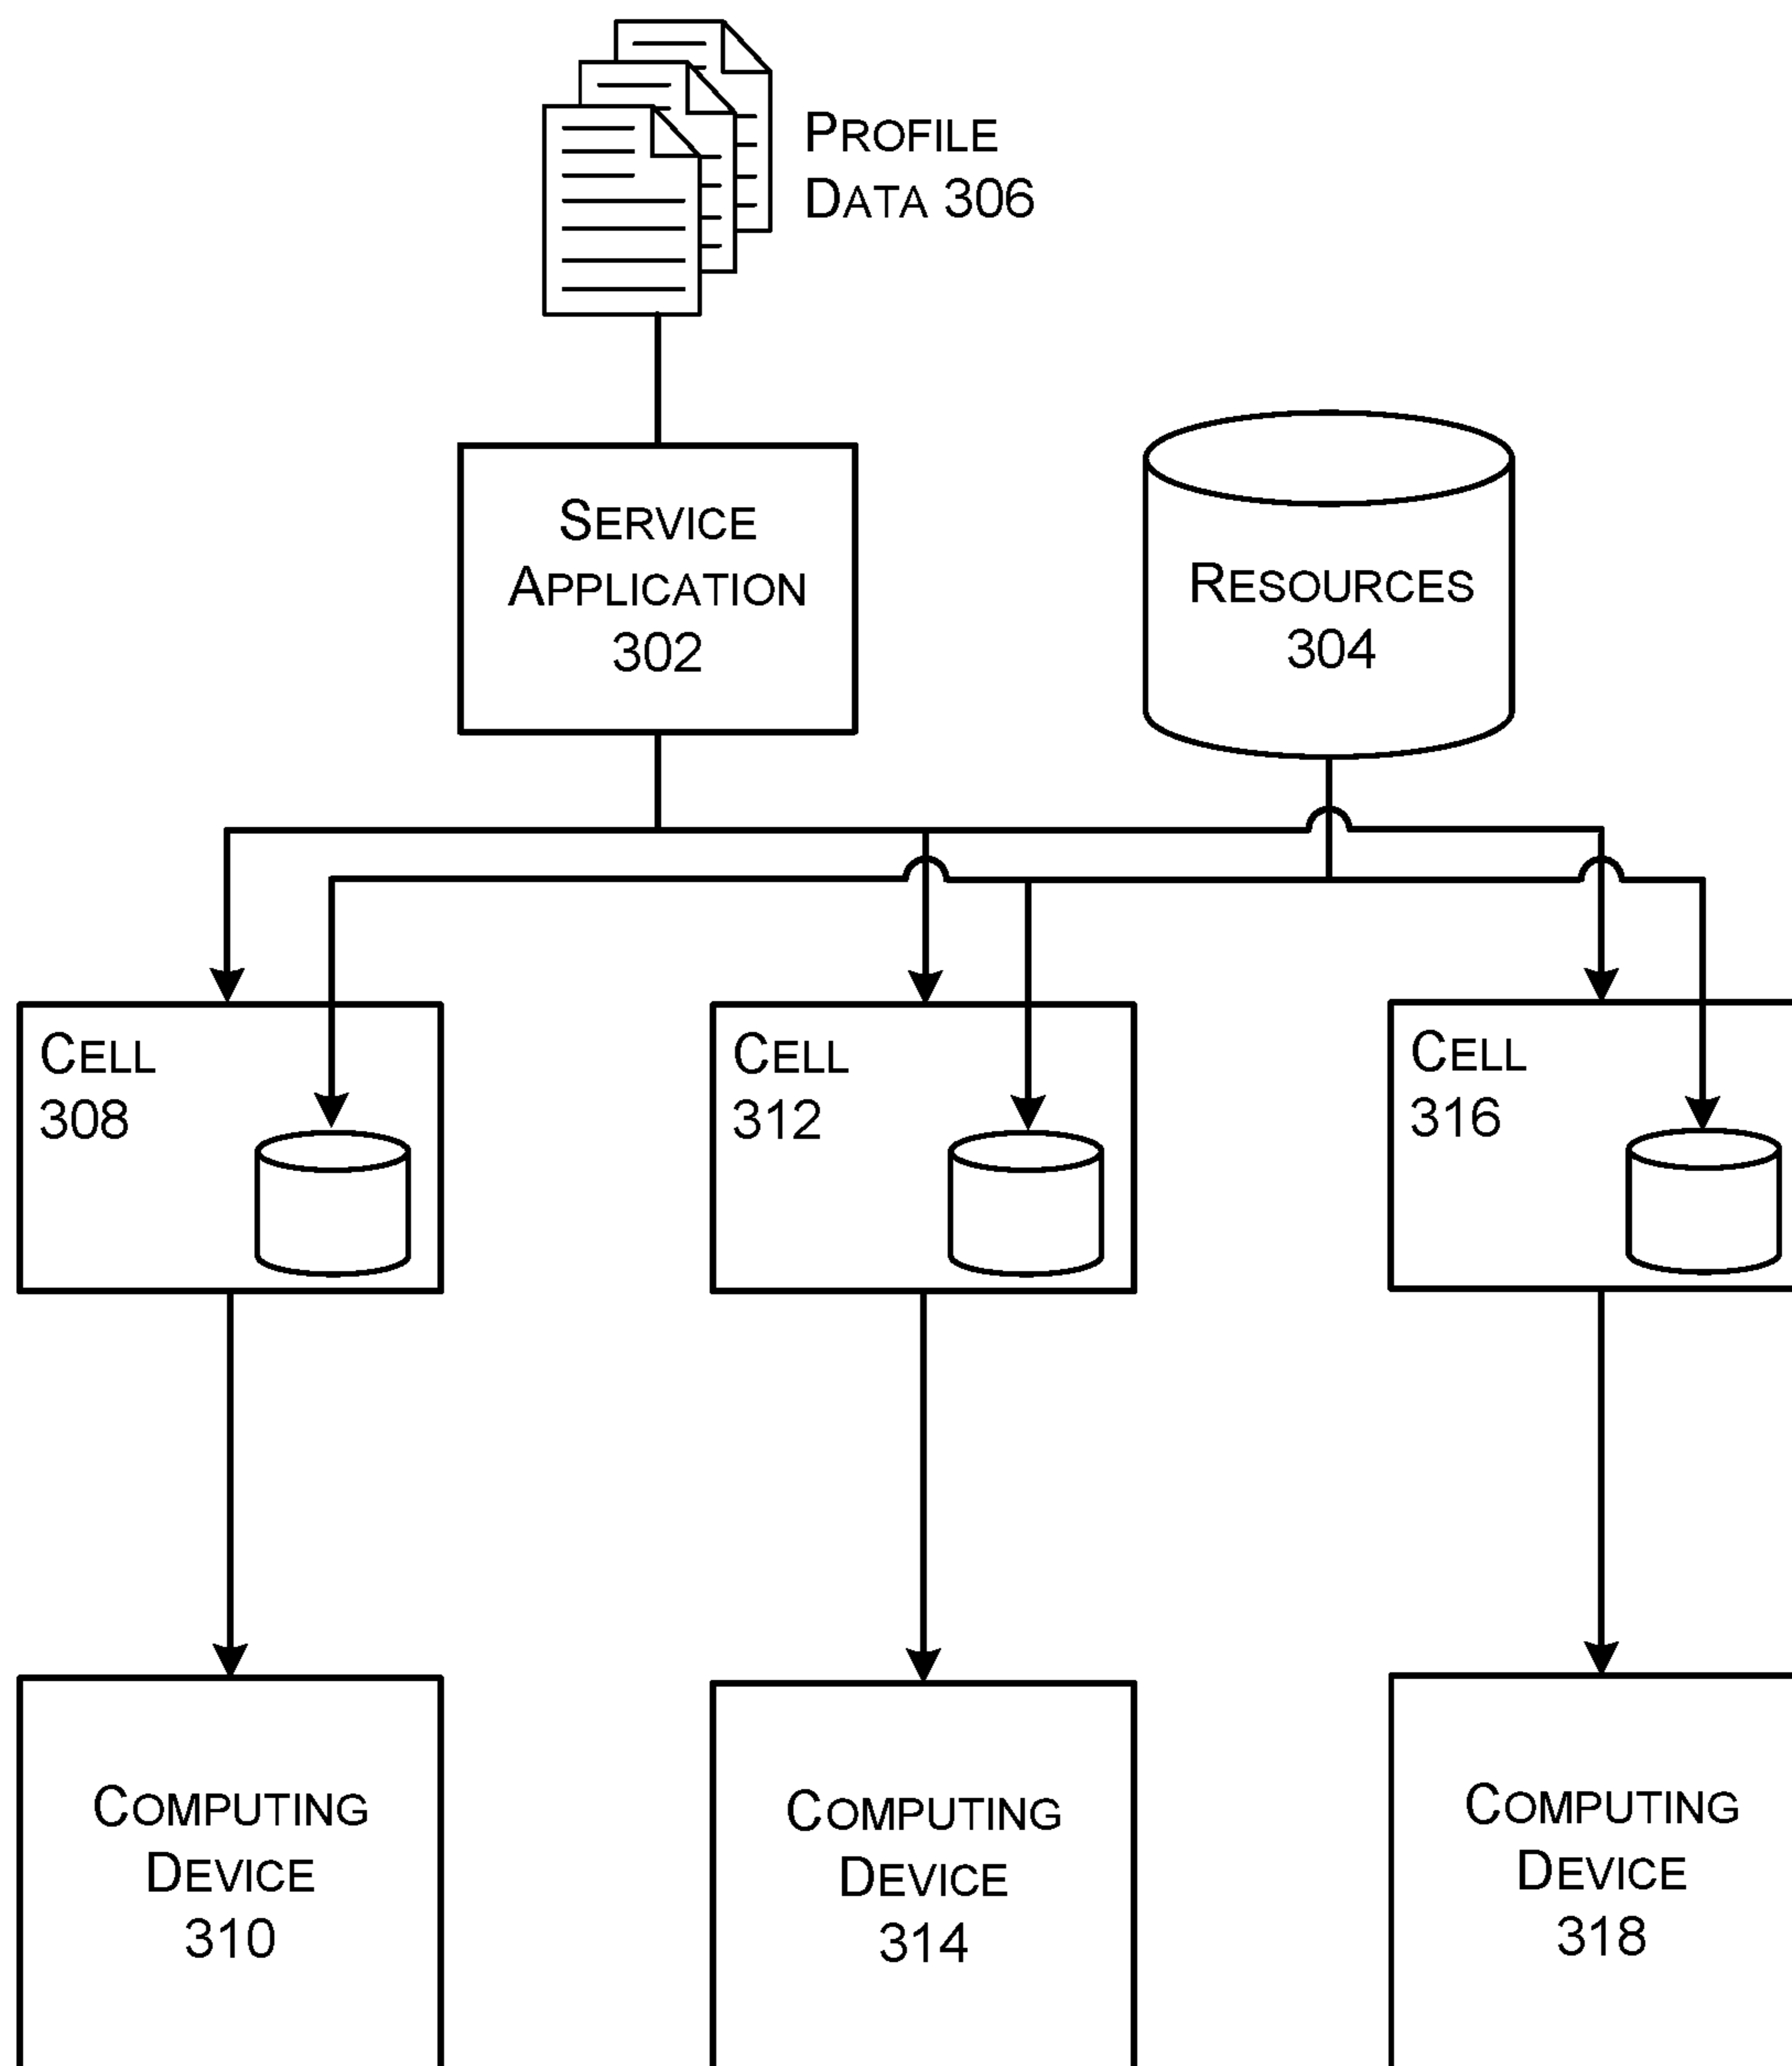 PROFILE
DATA 306
SERVICE
APPLICATION
302
RESOURCES
304
CELL
308
CELL
312
CELL
316
COMPUTING
DEVICE
310
COMPUTING
DEVICE
314
COMPUTING
DEVICE
318